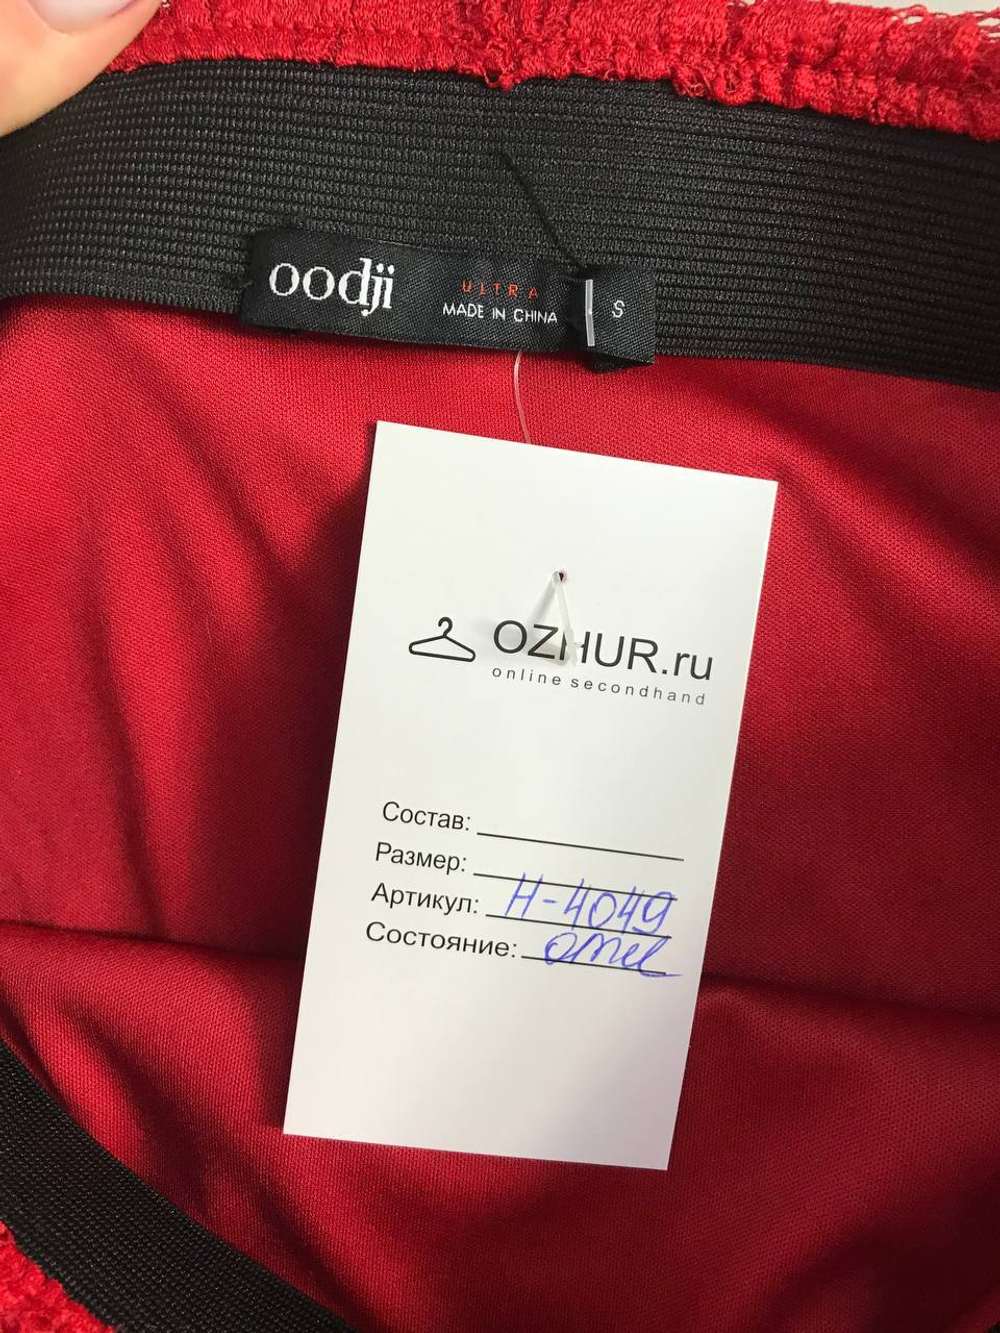 oodji
ULTRA
MADE IN CHINA
S
OZHUR.ru
online secondhand
Состав:
Размер:
Артикул: Н-4049
Состояние: отл